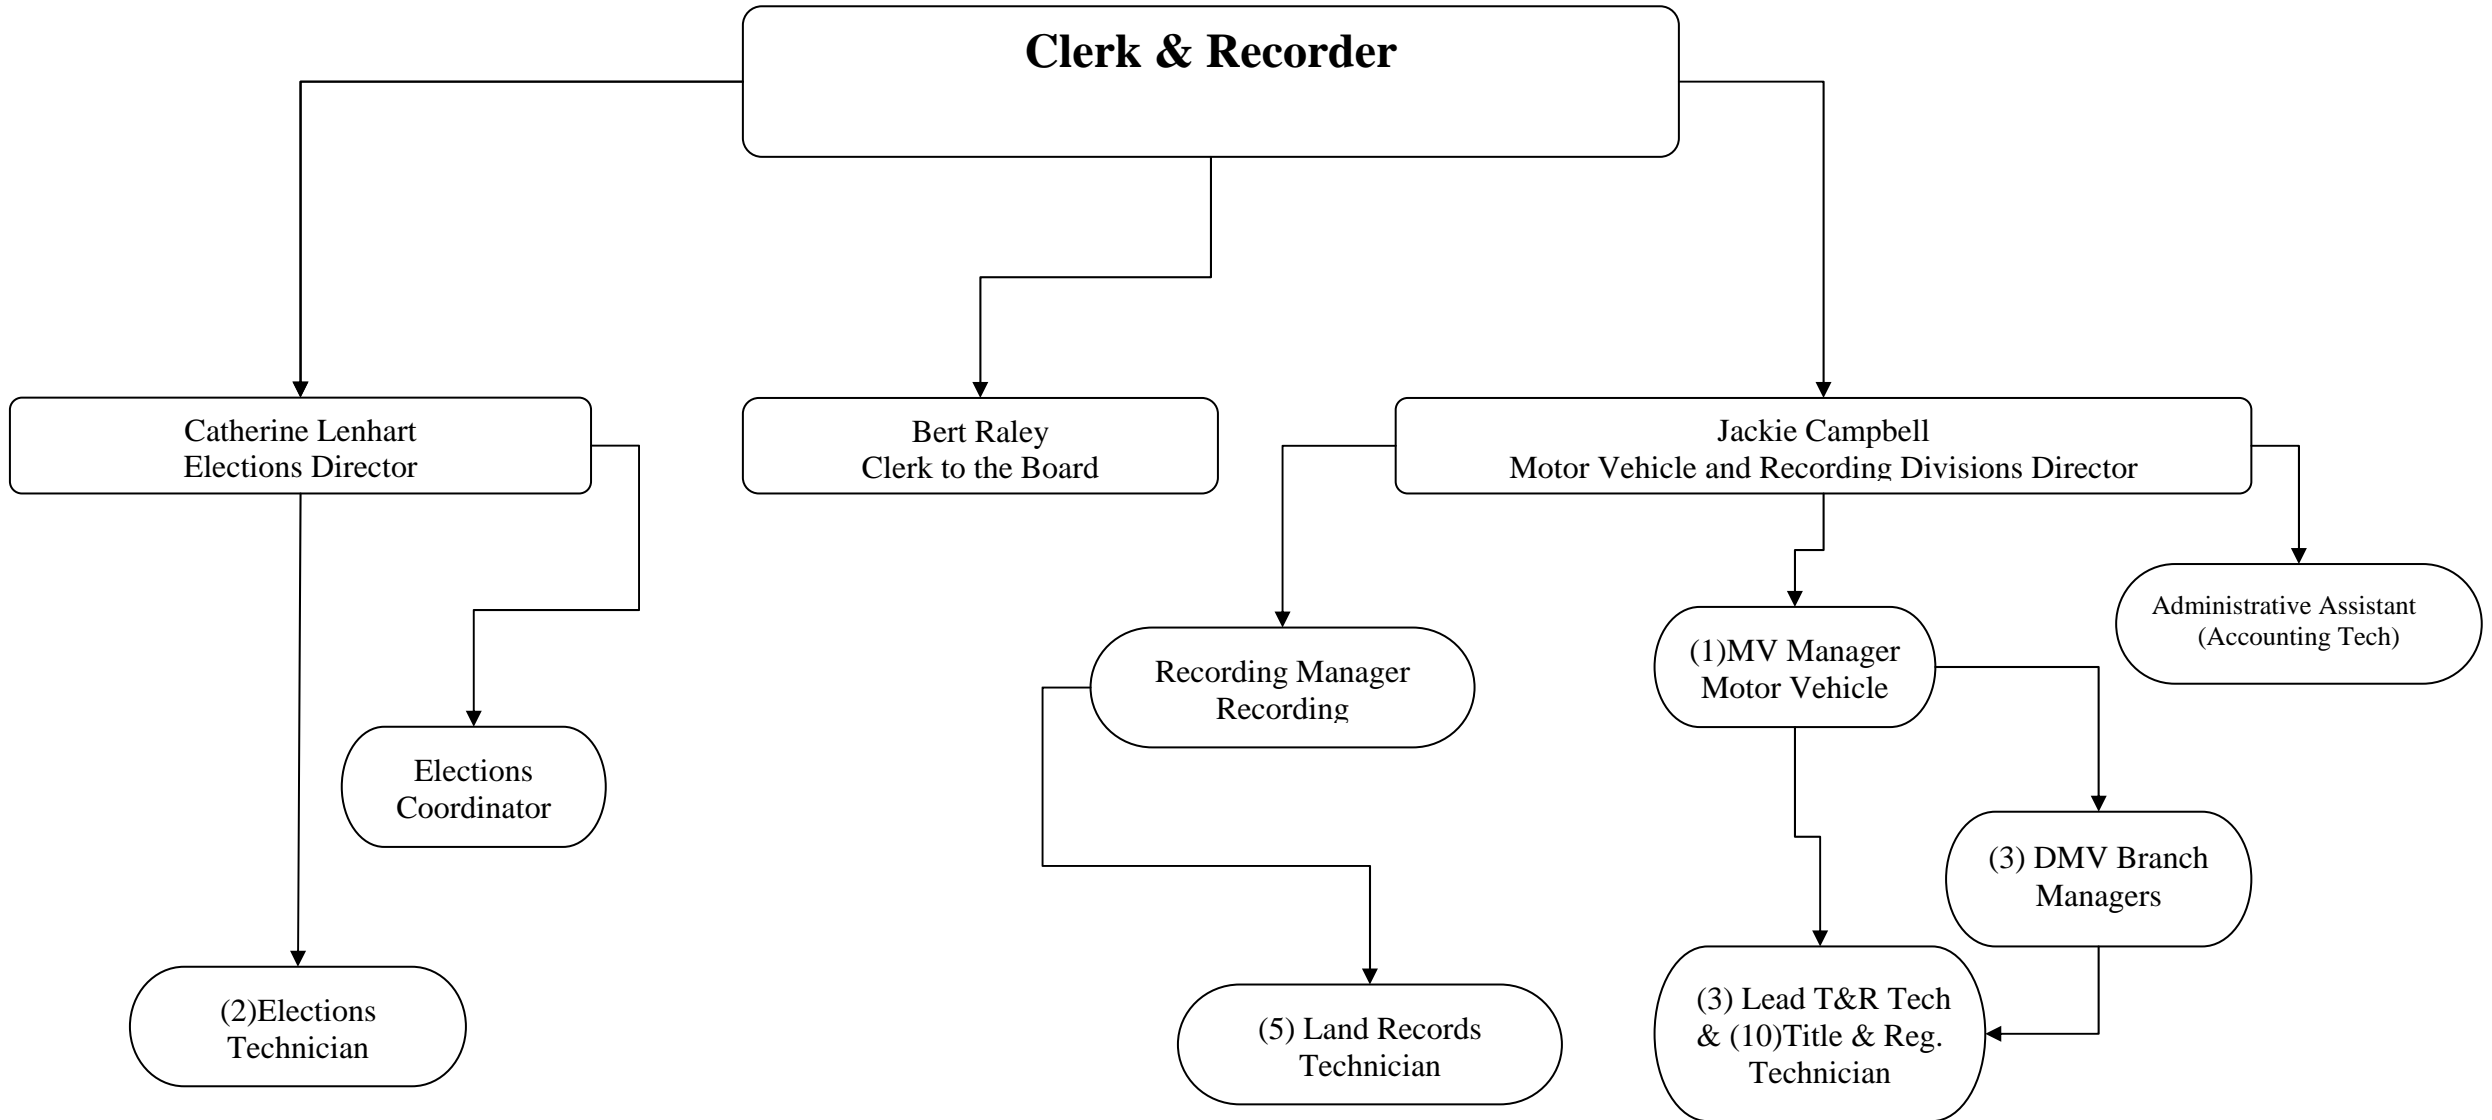 Clerk & Recorder
Catherine Lenhart
Elections Director
Bert Raley
Clerk to the Board
Jackie Campbell
Motor Vehicle and Recording Divisions Director
Administrative Assistant
(Accounting Tech)
Recording Manager
Recording
(1)MV Manager
Motor Vehicle
Elections
Coordinator
(3) DMV Branch
Managers
(2)Elections
Technician
(5) Land Records
Technician
(3) Lead T&R Tech
& (10)Title & Reg.
Technician